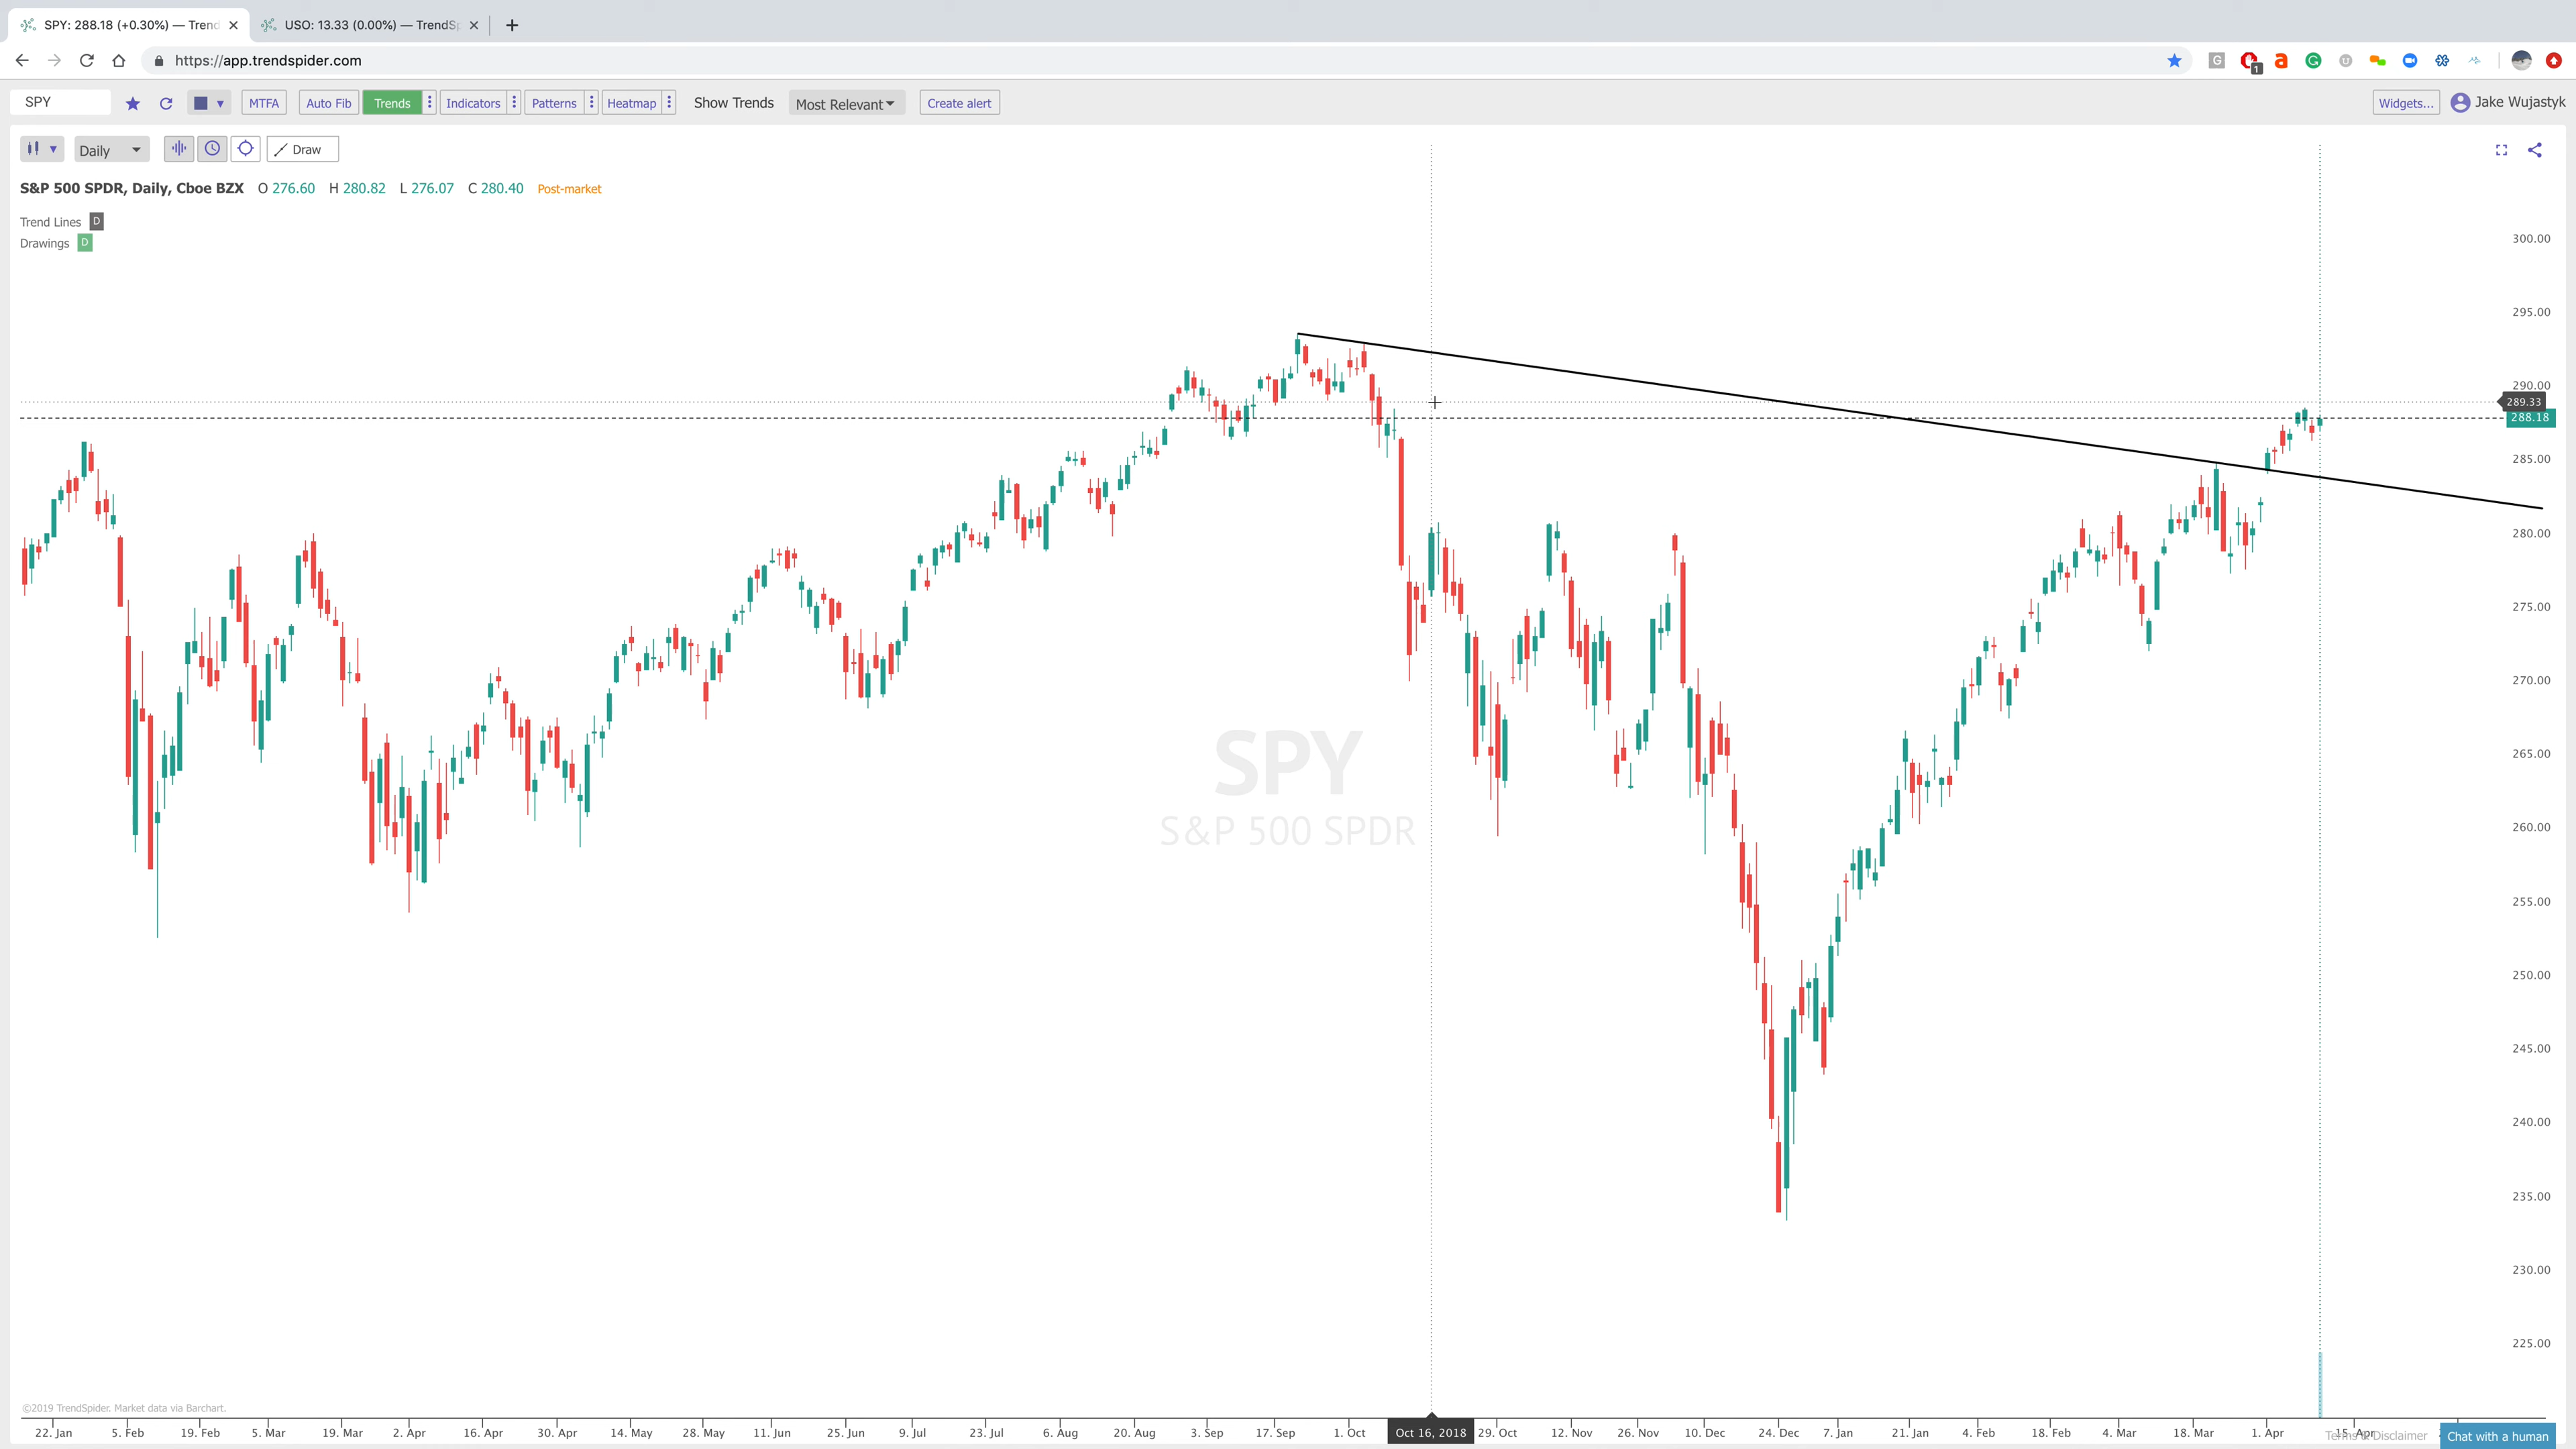 SPY: 288.18 (+0.30%) — Trend
USO: 13.33 (0.00%) — TrendSp
https://app.trendspider.com
1
SPY MTFA Auto Fib Trends Indicators Patterns Heatmap Show Trends Most Relevant Create alert Widgets... Jake Wujastyk
Daily Draw
S&P 500 SPDR, Daily, Cboe BZX O 276.60 H 280.82 L 276.07 C 280.40 Post-market
Trend Lines D
Drawings D
300.00
295.00
290.00
289.33
288.18
285.00
280.00
275.00
270.00
265.00
260.00
255.00
250.00
245.00
240.00
235.00
230.00
225.00
SPY
S&P 500 SPDR
©2019 TrendSpider. Market data via Barchart.
22. Jan 5. Feb 19. Feb 5. Mar 19. Mar 2. Apr 16. Apr 30. Apr 14. May 28. May 11. Jun 25. Jun 9. Jul 23. Jul 6. Aug 20. Aug 3. Sep 17. Sep 1. Oct Oct 16, 2018 29. Oct 12. Nov 26. Nov 10. Dec 24. Dec 7. Jan 21. Jan 4. Feb 18. Feb 4. Mar 18. Mar 1. Apr 15. Apr
Terms & Disclaimer
Chat with a human